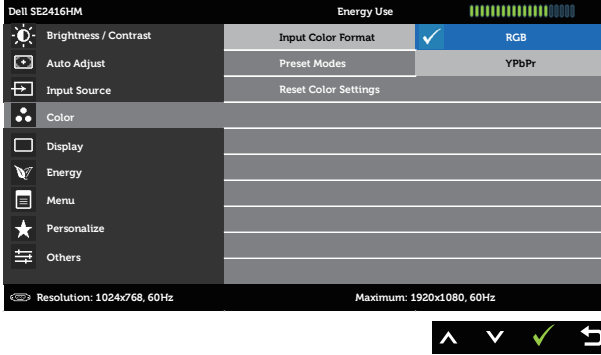 Dell SE2416HM Energy Use
Brightness / Contrast Input Color Format RGB
Auto Adjust Preset Modes YPbPr
Input Source Reset Color Settings
Color
Display
Energy
Menu
Personalize
Others
Resolution: 1024x768, 60Hz Maximum: 1920x1080, 60Hz